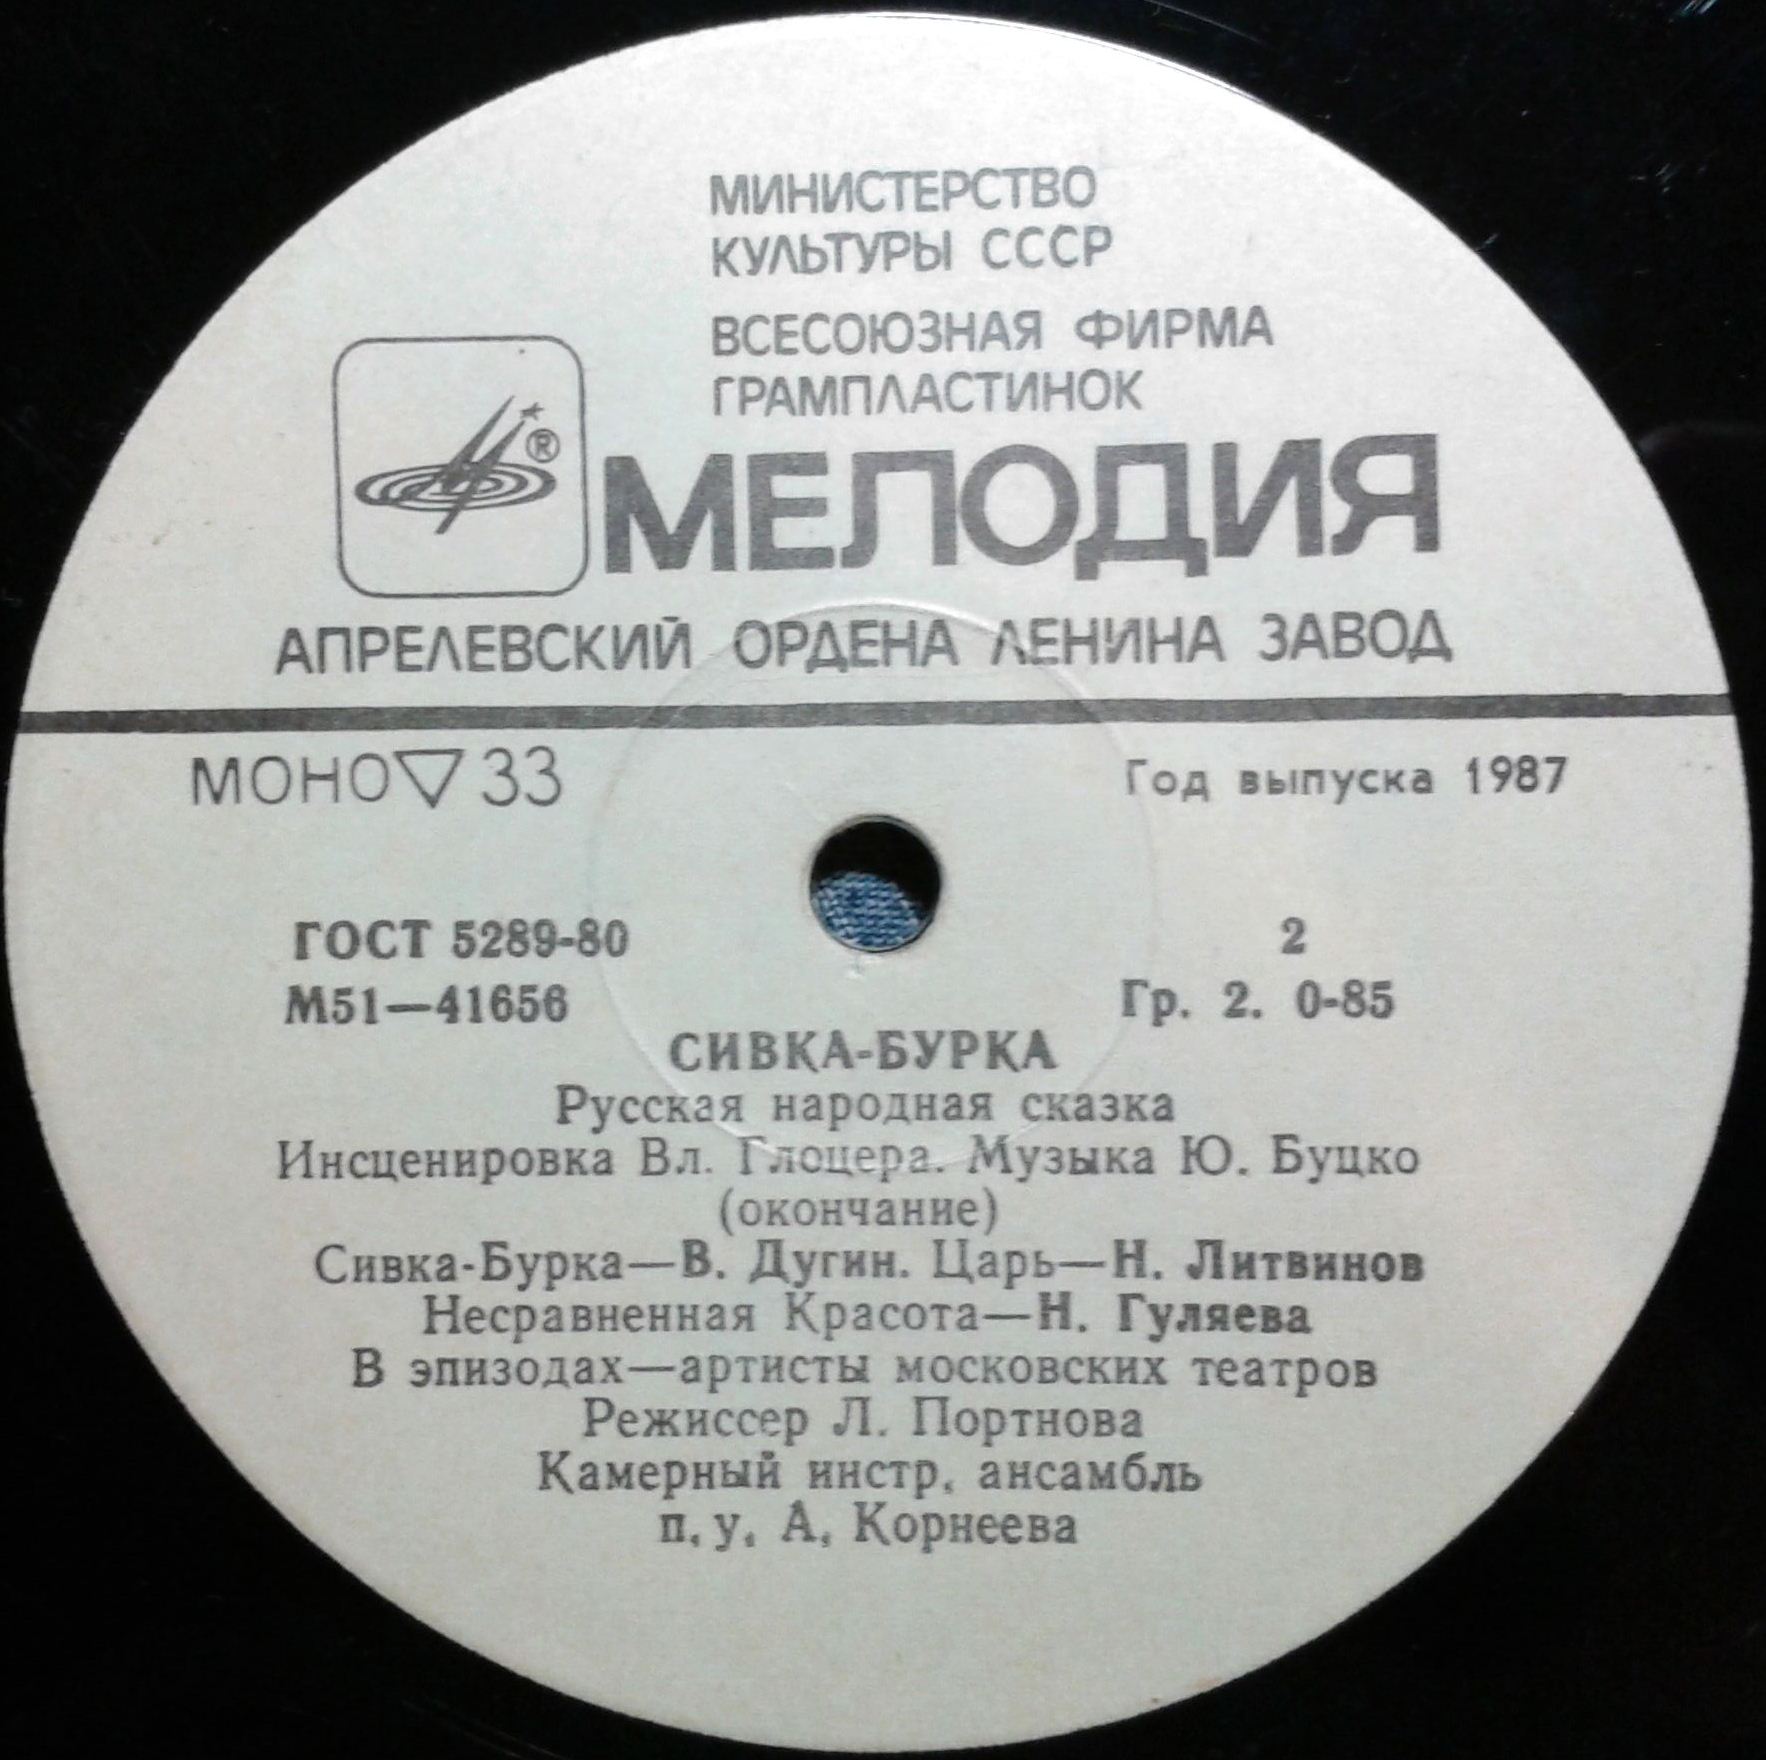 МИНИСТЕРСТВО
КУЛЬТУРЫ СССР
ВСЕСОЮЗНАЯ ФИРМА
ГРАМПЛАСТИНОК
®
МЕЛОДИЯ
АПРЕЛЕВСКИЙ ОРДЕНА ЛЕНИНА ЗАВОД
МОНО▽33
Год выпуска 1987
ГОСТ 5289-80
2
М51—41656
Гр. 2. 0-85
СИВКА-БУРКА
Русская народная сказка
Инсценировка Вл. Глоцера. Музыка Ю. Буцко
(окончание)
Сивка-Бурка—В. Дугин. Царь—Н. Литвинов
Несравненная Красота—Н. Гуляева
В эпизодах—артисты московских театров
Режиссер Л. Портнова
Камерный инстр. ансамбль
п. у. А. Корнеева